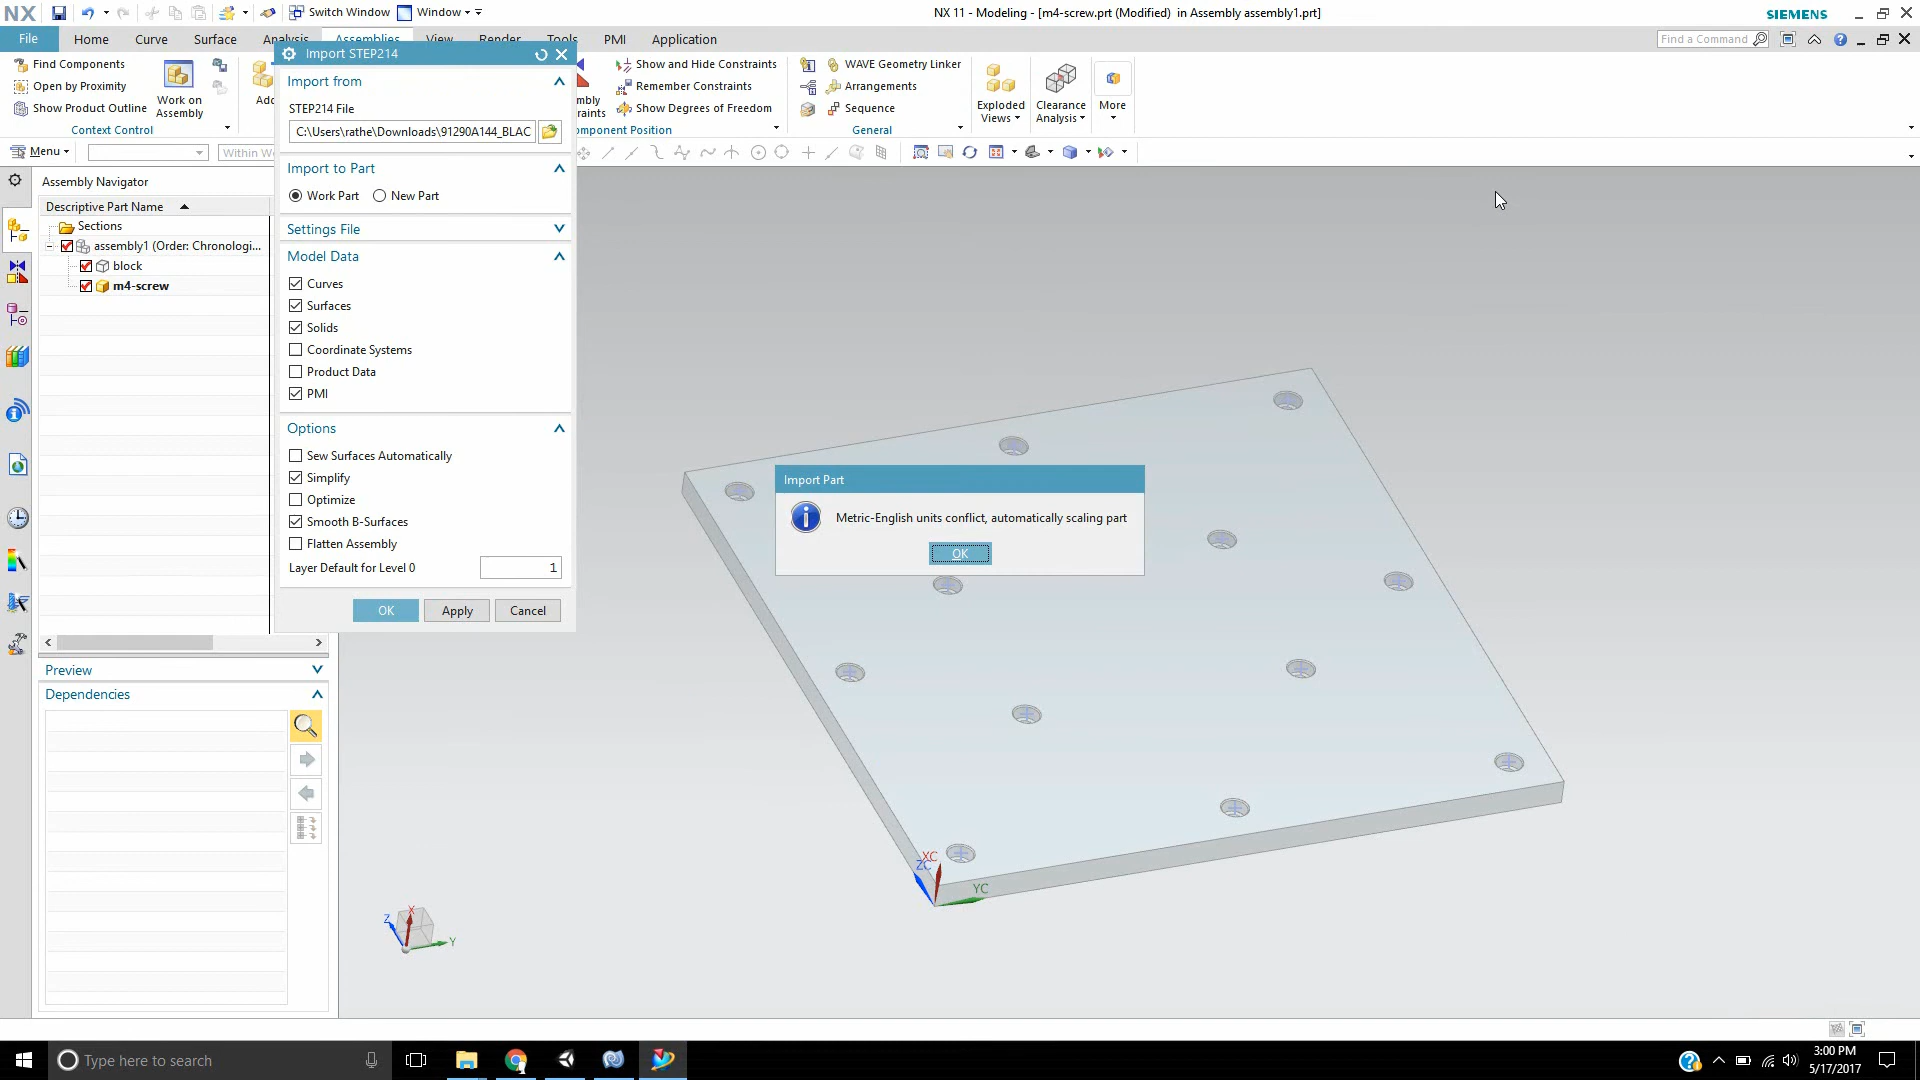 NX
Switch Window
Window
NX 11 - Modeling - [m4-screw.prt (Modified) in Assembly assembly1.prt]
SIEMENS
File
Home
Curve
Surface
Analysis
Assemblies
View
Render
Tools
PMI
Application
Find a Command
Find Components
Open by Proximity
Show Product Outline
Work on
Assembly
Context Control
Show and Hide Constraints
Remember Constraints
Show Degrees of Freedom
WAVE Geometry Linker
Arrangements
Sequence
General
Exploded
Views
Clearance
Analysis
More
Menu
Within W
Import STEP214
Import from
STEP214 File
C:\Users\rathe\Downloads\91290A144_BLAC
Import to Part
Work Part
New Part
Settings File
Model Data
Curves
Surfaces
Solids
Coordinate Systems
Product Data
PMI
Options
Sew Surfaces Automatically
Simplify
Optimize
Smooth B-Surfaces
Flatten Assembly
Layer Default for Level 0
1
OK
Apply
Cancel
Assembly Navigator
Descriptive Part Name
Sections
assembly1 (Order: Chronologi...
block
m4-screw
Preview
Dependencies
Import Part
Metric-English units conflict, automatically scaling part
OK
XC
ZC
YC
X
Z
Y
Type here to search
3:00 PM
5/17/2017